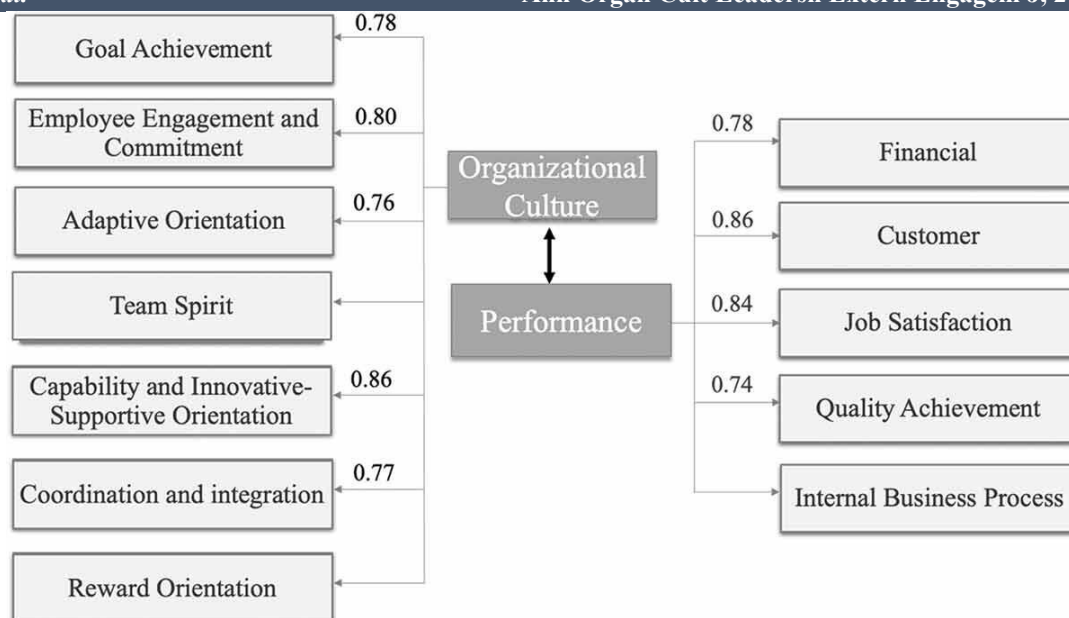 0.78
Goal Achievement
0.80
Employee Engagement and
Commitment
0.76
Adaptive Orientation
Team Spirit
0.86
Capability and Innovative-
Supportive Orientation
0.77
Coordination and integration
Reward Orientation
Organizational
Culture
Performance
0.78
Financial
0.86
Customer
0.84
Job Satisfaction
0.74
Quality Achievement
Internal Business Process